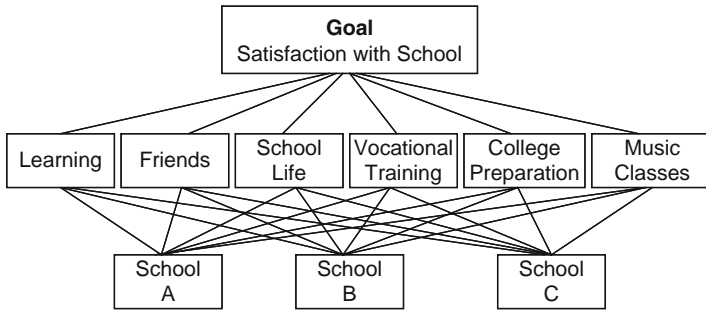 Goal
Satisfaction with School
Learning
Friends
School
Life
Vocational
Training
College
Preparation
Music
Classes
School
A
School
B
School
C